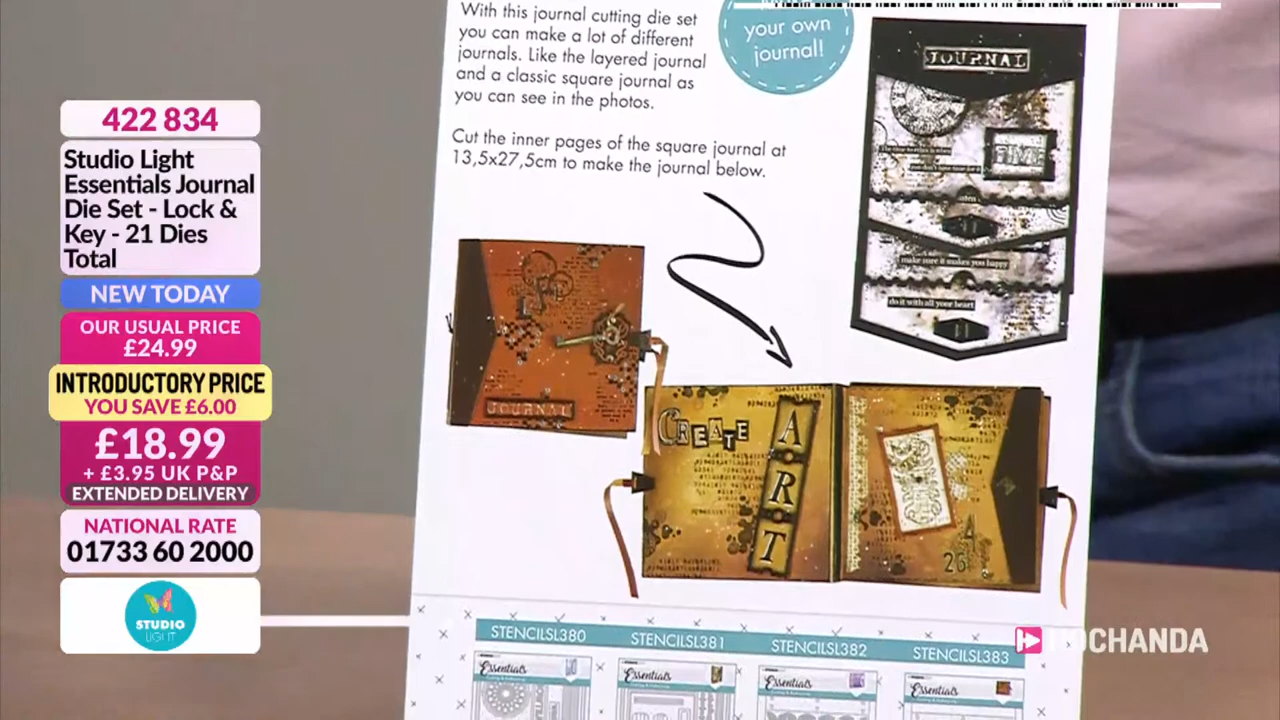 422 834
Studio Light
Essentials Journal
Die Set - Lock &
Key - 21 Dies
Total
NEW TODAY
OUR USUAL PRICE
£24.99
INTRODUCTORY PRICE
YOU SAVE £6.00
£18.99
+ £3.95 UK P&P
EXTENDED DELIVERY
NATIONAL RATE
01733 60 2000
STUDIO
LIGHT
With this journal cutting die set
you can make a lot of different
journals. Like the layered journal
and a classic square journal as
you can see in the photos.
Cut the inner pages of the square journal at
13,5x27,5cm to make the journal below.
your own
journal!
JOURNAL
TIME
make sure it makes you happy
do it with all your heart
JOURNAL
CREATE
ART
STENCILSL380
STENCILSL381
STENCILSL382
STENCILSL383
Essentials
Essentials
Essentials
Essentials
HOCHANDA